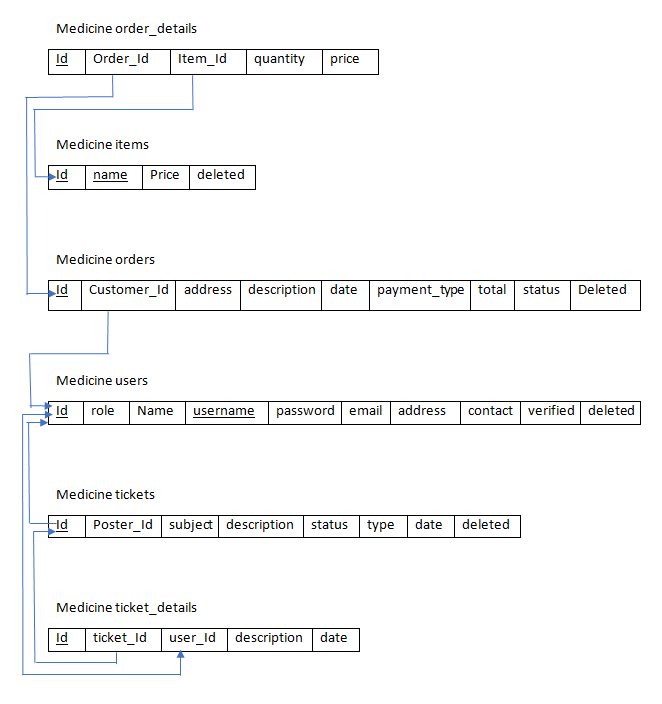 Medicine order_details
Id Order_Id Item_Id quantity price
Medicine items
Id name Price deleted
Medicine orders
Id Customer_Id address description date payment_type total status Deleted
Medicine users
Id role Name username password email address contact verified deleted
Medicine tickets
Id Poster_Id subject description status type date deleted
Medicine ticket_details
Id ticket_Id user_Id description date